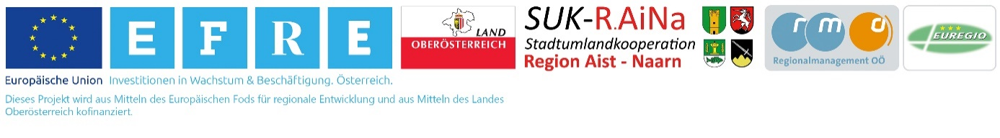 E F R E
Europäische Union Investitionen in Wachstum & Beschäftigung. Österreich.
Dieses Projekt wird aus Mitteln des Europäischen Fods für regionale Entwicklung und aus Mitteln des Landes
Oberösterreich kofinanziert.
LAND
OBERÖSTERREICH
SUK-R.AiNa
Stadtumlandkooperation
Region Aist - Naarn
rmd
Regionalmanagement OÖ
EUREGIO